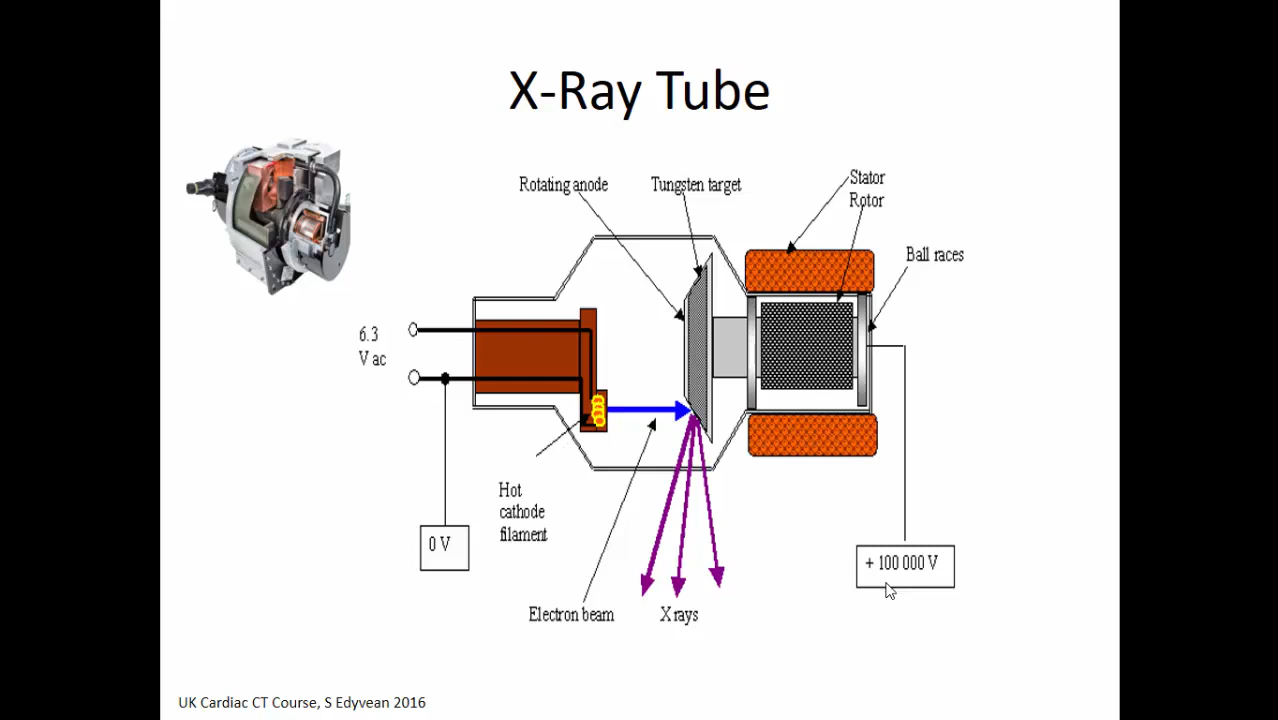 X-Ray Tube
Rotating anode
Tungsten target
Stator
Rotor
Ball races
6.3
V ac
Hot
cathode
filament
0 V
+ 100 000 V
Electron beam
X rays
UK Cardiac CT Course, S Edyvean 2016